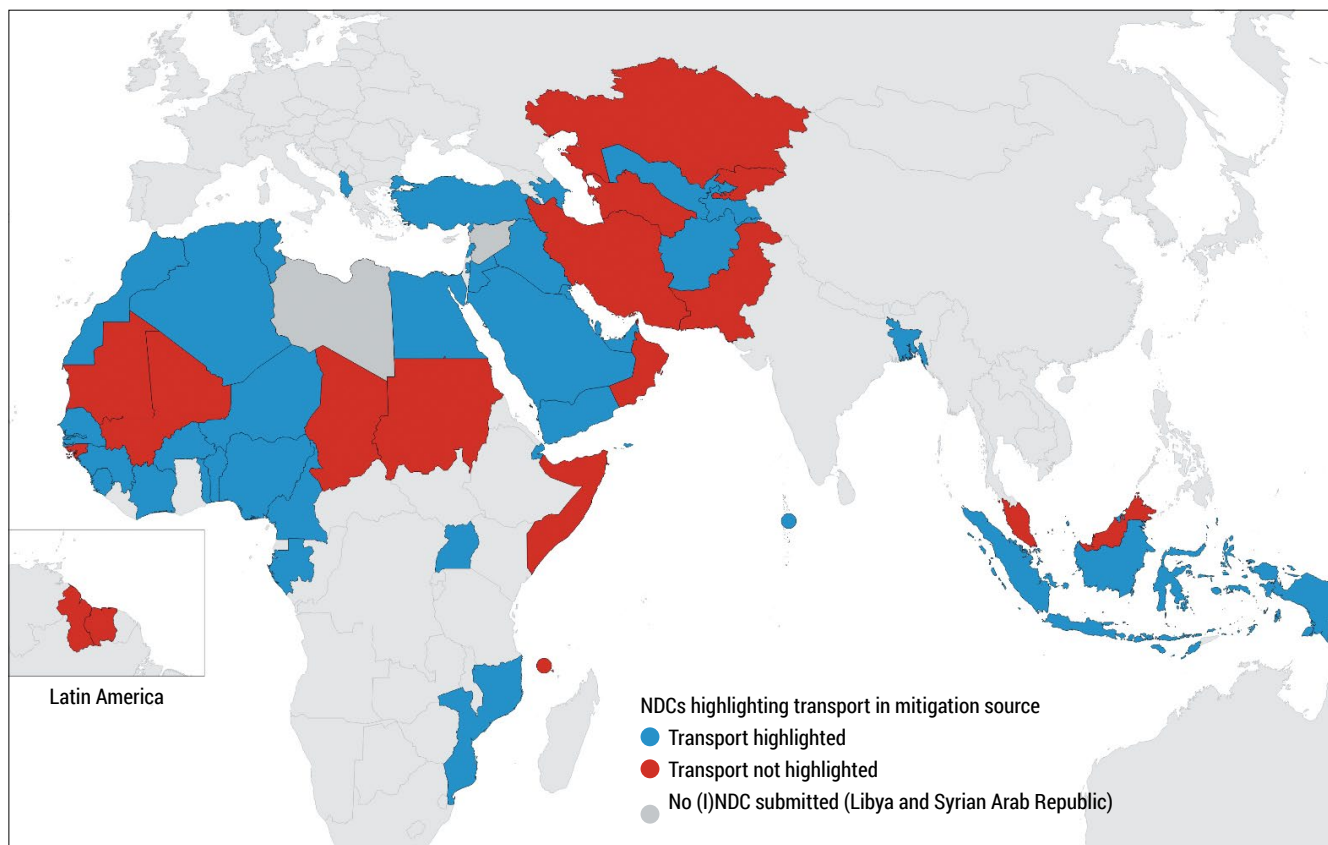 Latin America
NDCs highlighting transport in mitigation source
Transport highlighted
Transport not highlighted
No (I)NDC submitted (Libya and Syrian Arab Republic)